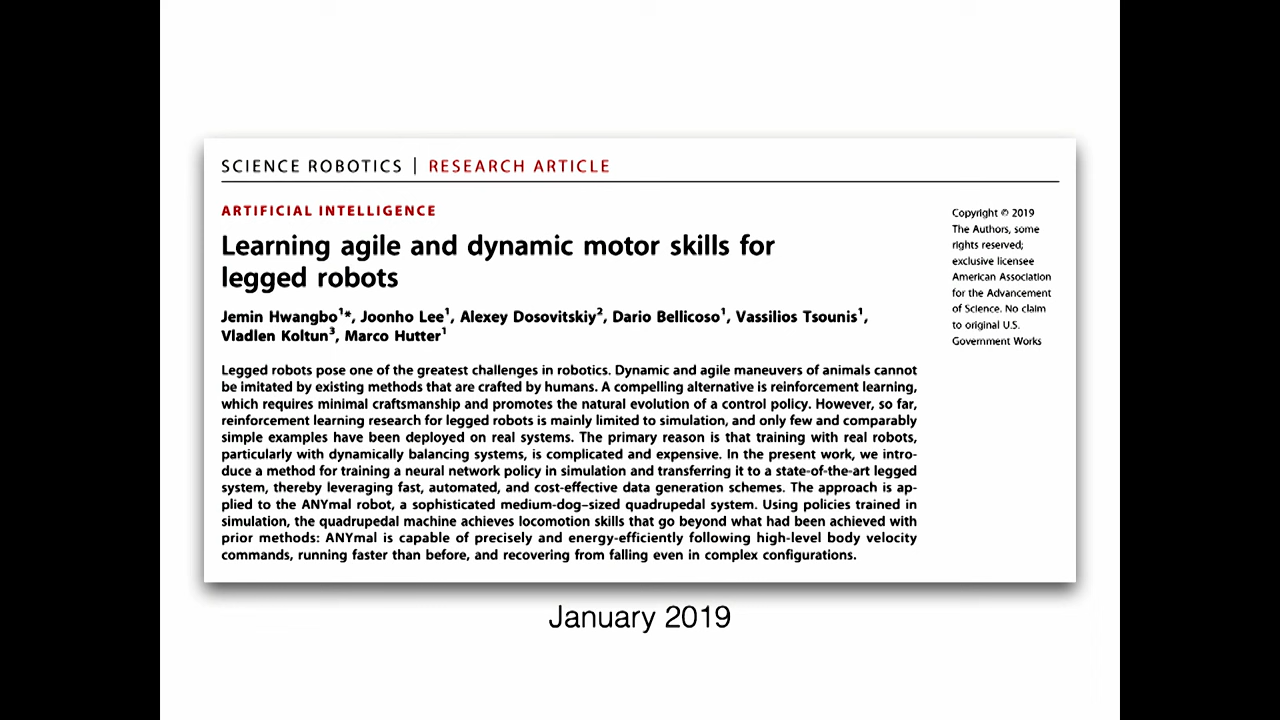 SCIENCE ROBOTICS | RESEARCH ARTICLE
ARTIFICIAL INTELLIGENCE
Learning agile and dynamic motor skills for
legged robots
Jemin Hwangbo1*, Joonho Lee1, Alexey Dosovitskiy2, Dario Bellicoso1, Vassilios Tsounis1,
Vladlen Koltun3, Marco Hutter1
Legged robots pose one of the greatest challenges in robotics. Dynamic and agile maneuvers of animals cannot
be imitated by existing methods that are crafted by humans. A compelling alternative is reinforcement learning,
which requires minimal craftsmanship and promotes the natural evolution of a control policy. However, so far,
reinforcement learning research for legged robots is mainly limited to simulation, and only few and comparably
simple examples have been deployed on real systems. The primary reason is that training with real robots,
particularly with dynamically balancing systems, is complicated and expensive. In the present work, we intro-
duce a method for training a neural network policy in simulation and transferring it to a state-of-the-art legged
system, thereby leveraging fast, automated, and cost-effective data generation schemes. The approach is ap-
plied to the ANYmal robot, a sophisticated medium-dog–sized quadrupedal system. Using policies trained in
simulation, the quadrupedal machine achieves locomotion skills that go beyond what had been achieved with
prior methods: ANYmal is capable of precisely and energy-efficiently following high-level body velocity
commands, running faster than before, and recovering from falling even in complex configurations.
Copyright © 2019
The Authors, some
rights reserved;
exclusive licensee
American Association
for the Advancement
of Science. No claim
to original U.S.
Government Works
January 2019